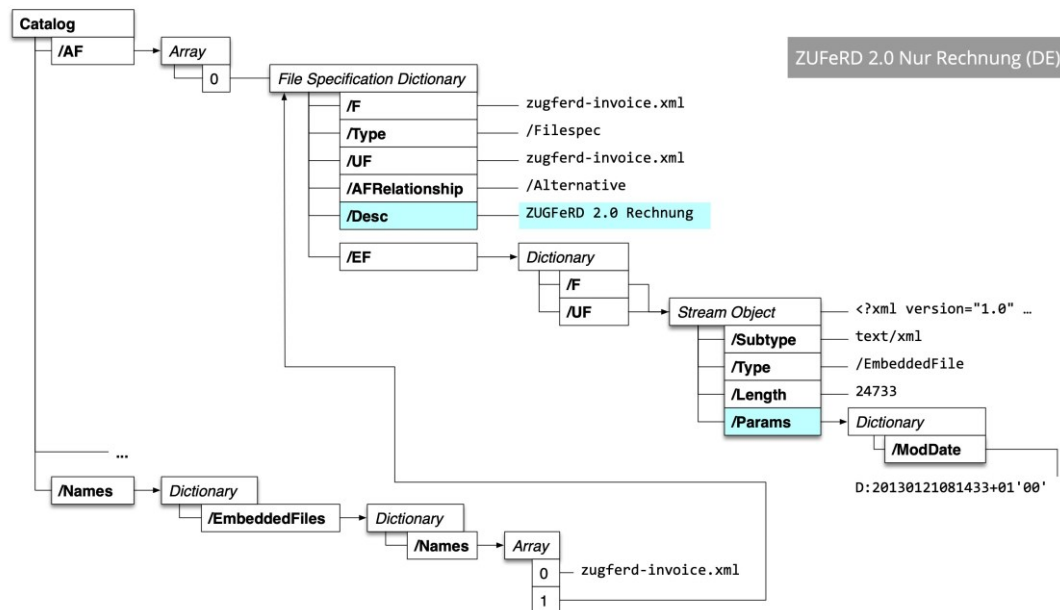 Catalog
/AF
Array
0
ZUFeRD 2.0 Nur Rechnung (DE)
File Specification Dictionary
/F
zugferd-invoice.xml
/Type
/Filespec
/UF
zugferd-invoice.xml
/AFRelationship
/Alternative
/Desc
ZUGFeRD 2.0 Rechnung
/EF
Dictionary
/F
/UF
Stream Object
<?xml version="1.0" …
/Subtype
text/xml
/Type
/EmbeddedFile
/Length
24733
/Params
Dictionary
/ModDate
D:20130121081433+01'00'
...
/Names
Dictionary
/EmbeddedFiles
Dictionary
/Names
Array
0
zugferd-invoice.xml
1